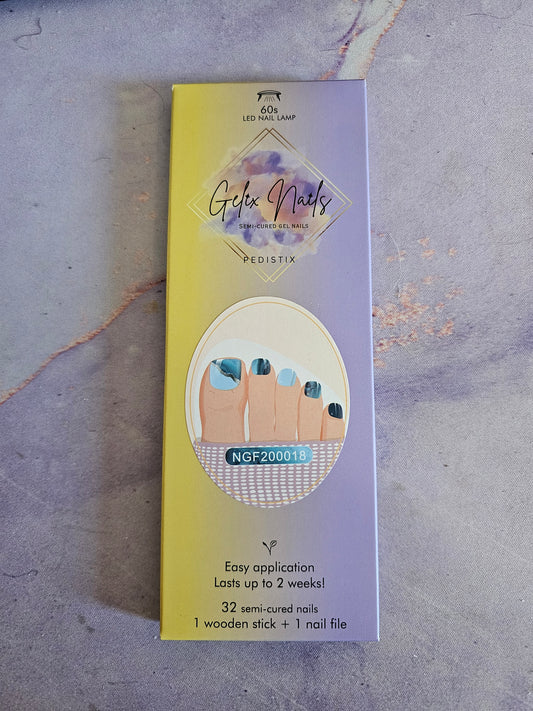 60s
LED NAIL LAMP
Gelix Nails
SEMI-CURED GEL NAILS
PEDISTIX
NGF200018
Easy application
Lasts up to 2 weeks!
32 semi-cured nails
1 wooden stick + 1 nail file